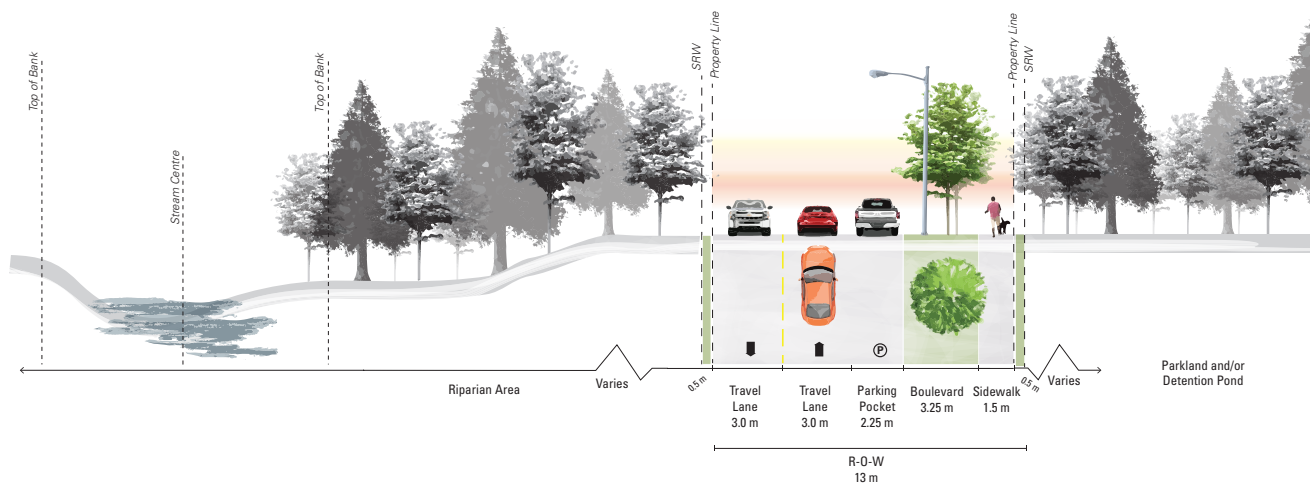 Top of Bank
Stream Centre
Top of Bank
SRW
Property Line
Property Line
SRW
P
Riparian Area
Varies
0.5 m
Travel
Lane
3.0 m
Travel
Lane
3.0 m
Parking
Pocket
2.25 m
Boulevard
3.25 m
Sidewalk
1.5 m
0.5 m
Varies
Parkland and/or
Detention Pond
R-O-W
13 m